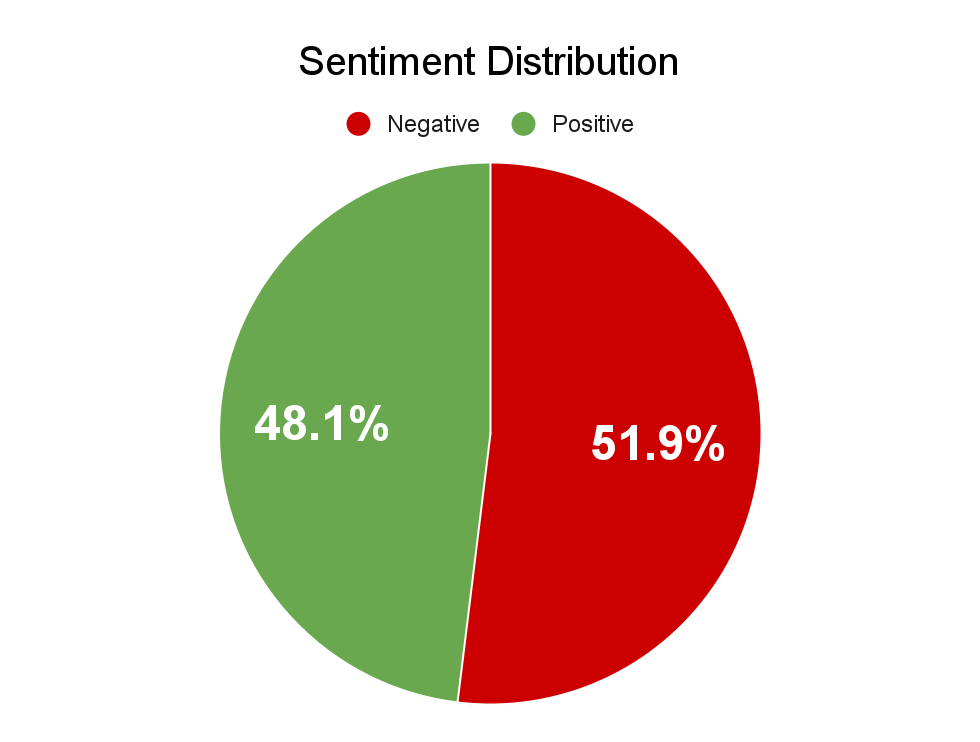 Sentiment Distribution
Negative Positive
48.1%
51.9%